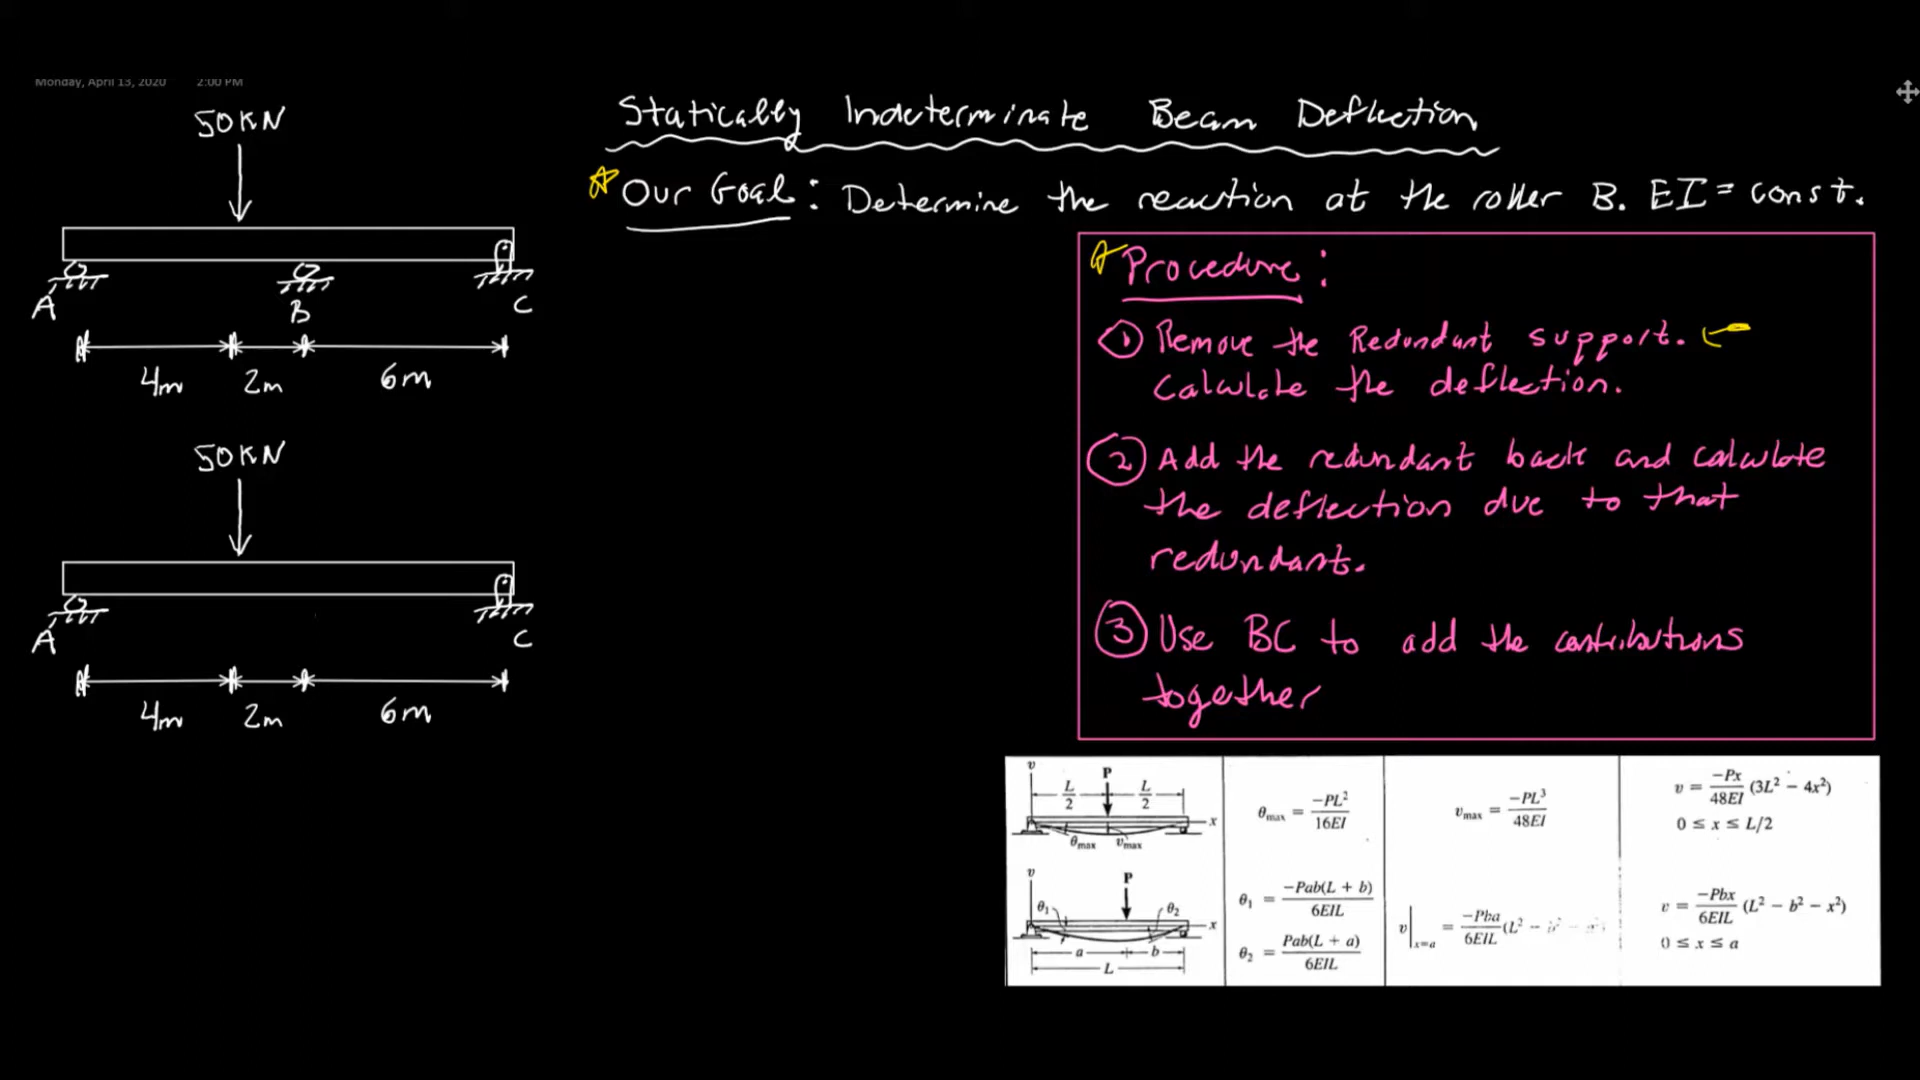 Monday, April 13, 2020 2:00 PM
Statically Indeterminate Beam Deflection
Our Goal: Determine the reaction at the roller B. EI = const.
50KN
A B C
4m 2m 6m
50KN
A C
4m 2m 6m
Procedure:
① Remove the Redundant support.
Calculate the deflection.
② Add the redundant back and calculate
the deflection due to that
redundant.
③ Use BC to add the contributions
together
v P L/2 L/2 x θmax vmax
θmax = -PL²/16EI
vmax = -PL³/48EI
v = -Px/48EI (3L² - 4x²)
0 ≤ x ≤ L/2
v P θ1 θ2 x a b L
θ1 = -Pab(L + b)/6EIL
θ2 = Pab(L + a)/6EIL
v|x=a = -Pba/6EIL (L² -
v = -Pbx/6EIL (L² - b² - x²)
0 ≤ x ≤ a